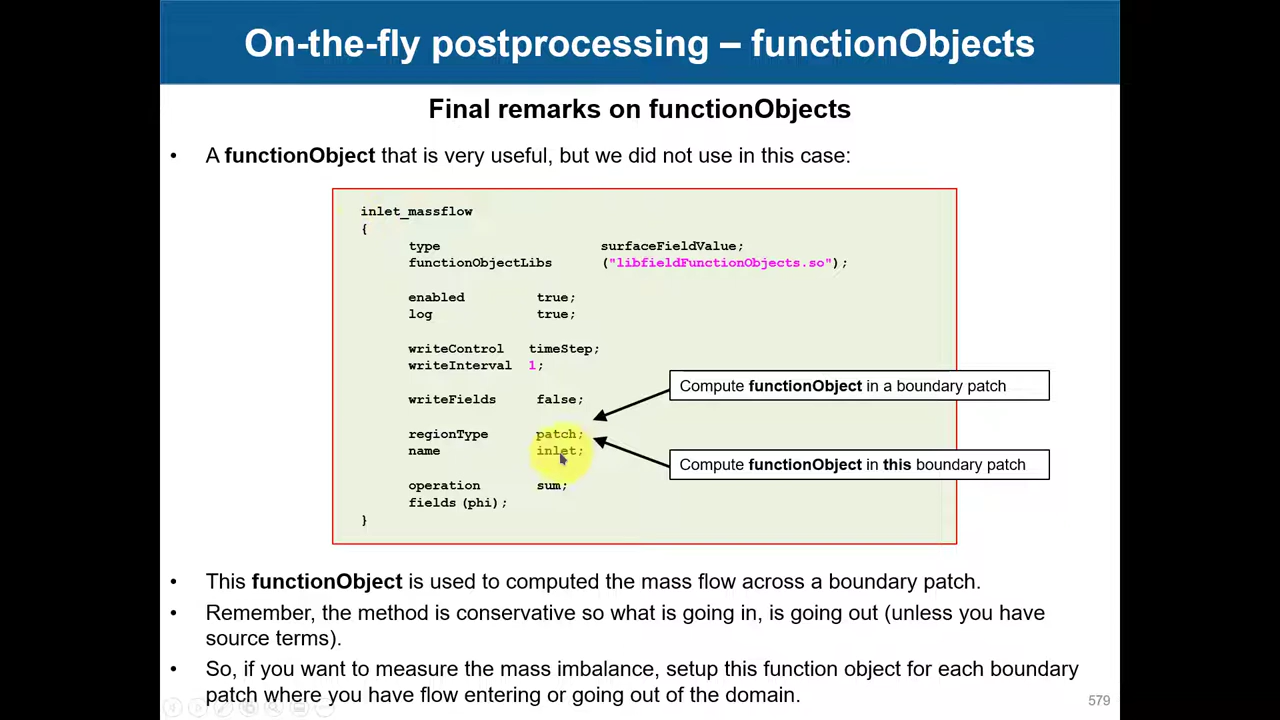 On-the-fly postprocessing – functionObjects
Final remarks on functionObjects
• A functionObject that is very useful, but we did not use in this case:
inlet_massflow
{
type surfaceFieldValue;
functionObjectLibs ("libfieldFunctionObjects.so");
enabled true;
log true;
writeControl timeStep;
writeInterval 1;
writeFields false;
regionType patch;
name inlet;
operation sum;
fields (phi);
}
Compute functionObject in a boundary patch
Compute functionObject in this boundary patch
• This functionObject is used to computed the mass flow across a boundary patch.
• Remember, the method is conservative so what is going in, is going out (unless you have
source terms).
• So, if you want to measure the mass imbalance, setup this function object for each boundary
patch where you have flow entering or going out of the domain.
579